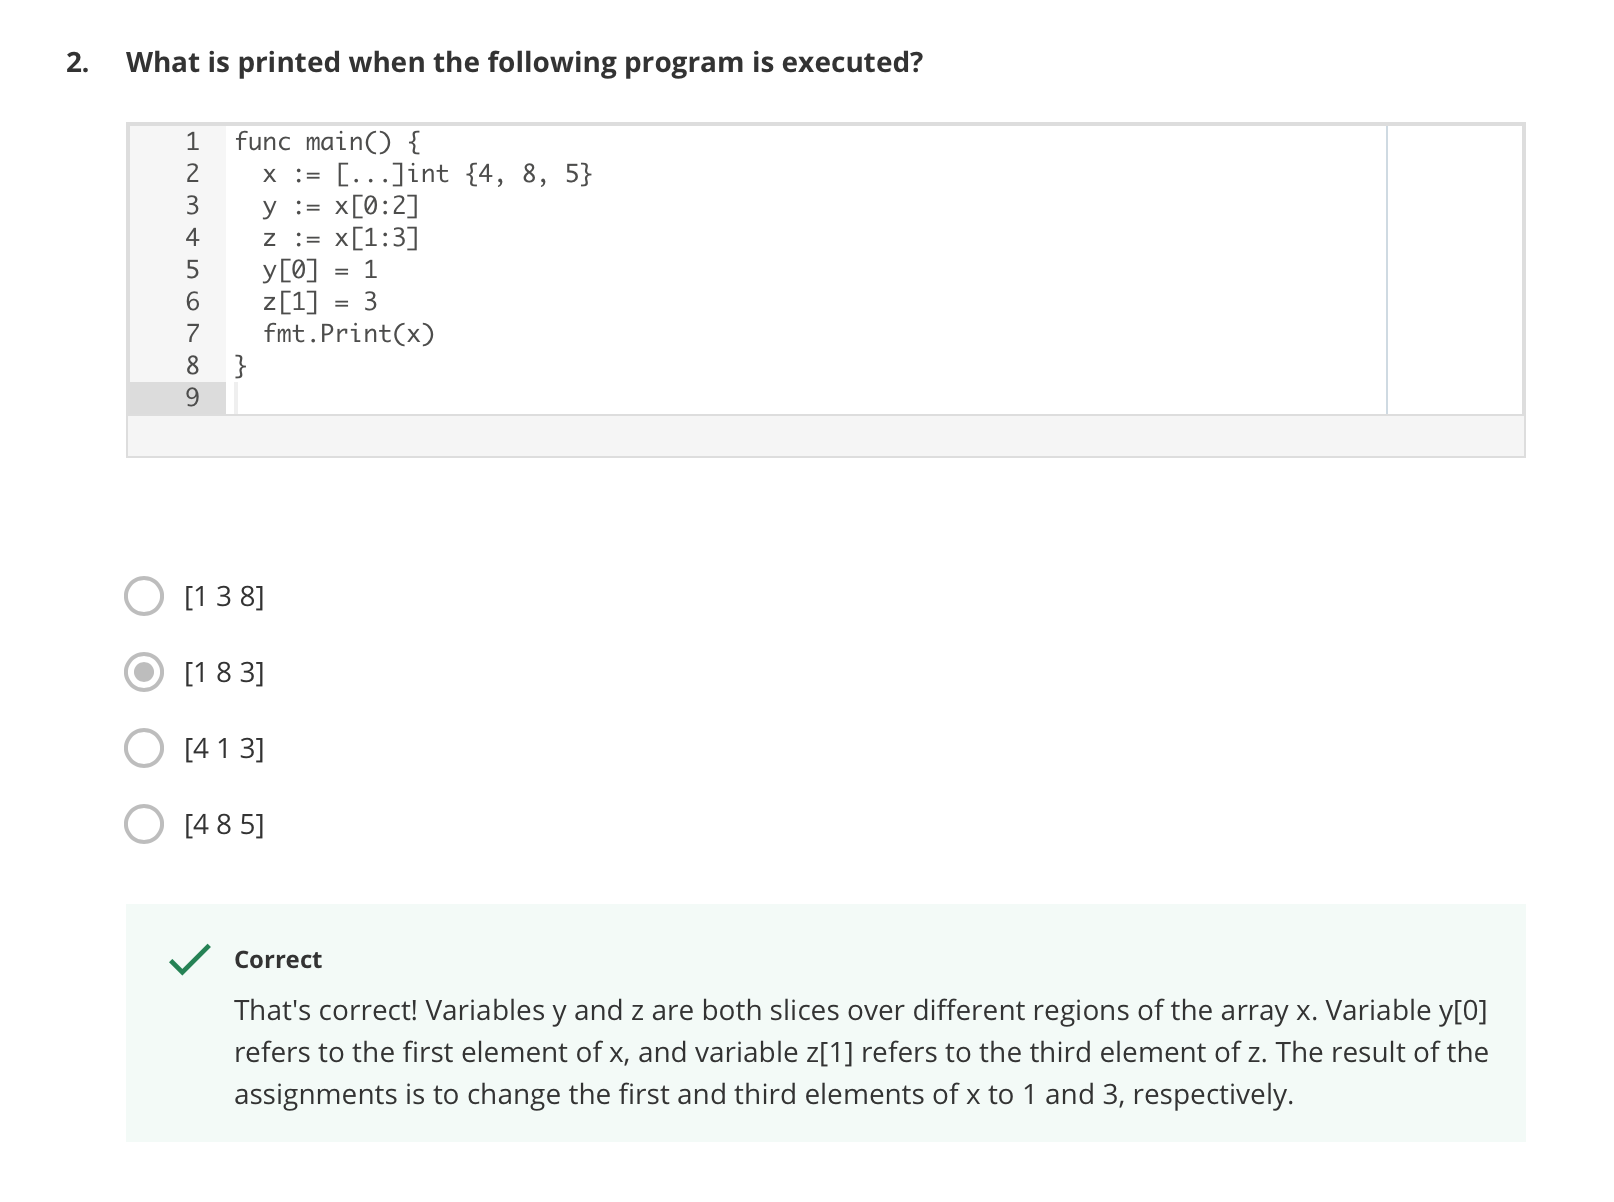 2. What is printed when the following program is executed?
1 func main() {
2 x := [...]int {4, 8, 5}
3 y := x[0:2]
4 z := x[1:3]
5 y[0] = 1
6 z[1] = 3
7 fmt.Print(x)
8 }
9
[1 3 8]
[1 8 3]
[4 1 3]
[4 8 5]
Correct
That's correct! Variables y and z are both slices over different regions of the array x. Variable y[0]
refers to the first element of x, and variable z[1] refers to the third element of z. The result of the
assignments is to change the first and third elements of x to 1 and 3, respectively.